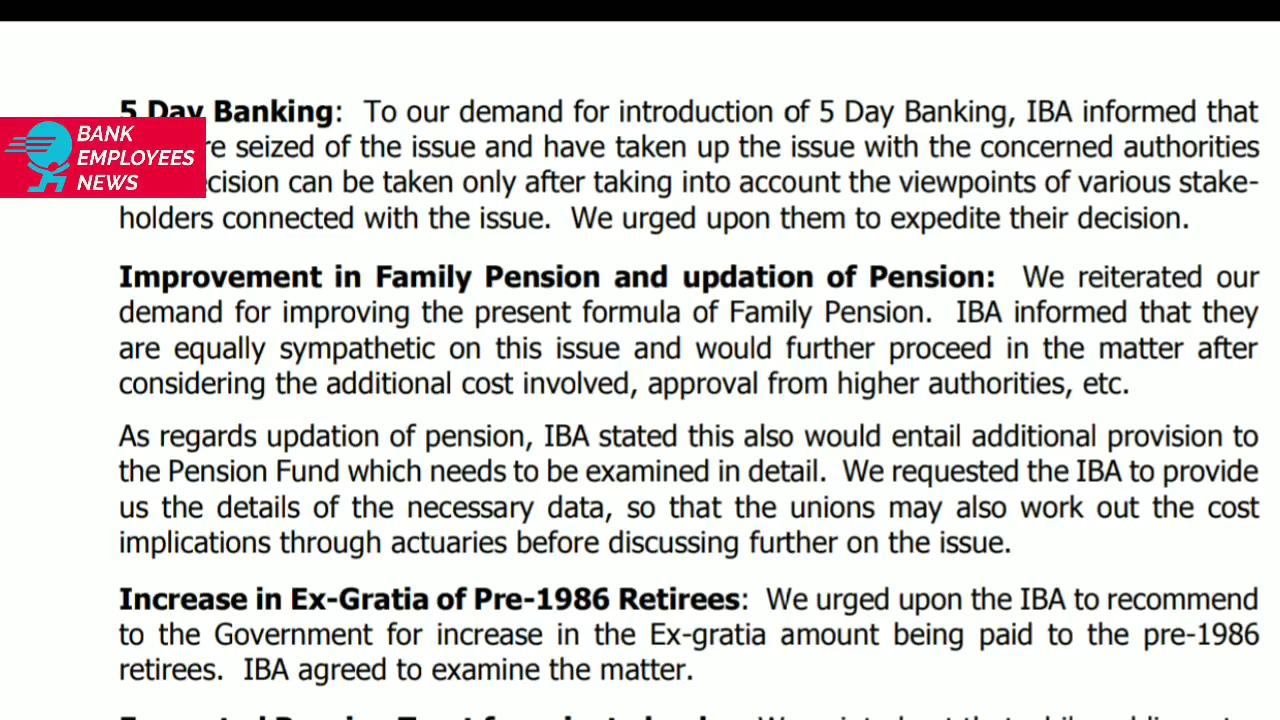 5 Day Banking: To our demand for introduction of 5 Day Banking, IBA informed that
re seized of the issue and have taken up the issue with the concerned authorities
ecision can be taken only after taking into account the viewpoints of various stake-
holders connected with the issue. We urged upon them to expedite their decision.
BANK
EMPLOYEES
NEWS
Improvement in Family Pension and updation of Pension: We reiterated our
demand for improving the present formula of Family Pension. IBA informed that they
are equally sympathetic on this issue and would further proceed in the matter after
considering the additional cost involved, approval from higher authorities, etc.
As regards updation of pension, IBA stated this also would entail additional provision to
the Pension Fund which needs to be examined in detail. We requested the IBA to provide
us the details of the necessary data, so that the unions may also work out the cost
implications through actuaries before discussing further on the issue.
Increase in Ex-Gratia of Pre-1986 Retirees: We urged upon the IBA to recommend
to the Government for increase in the Ex-gratia amount being paid to the pre-1986
retirees. IBA agreed to examine the matter.